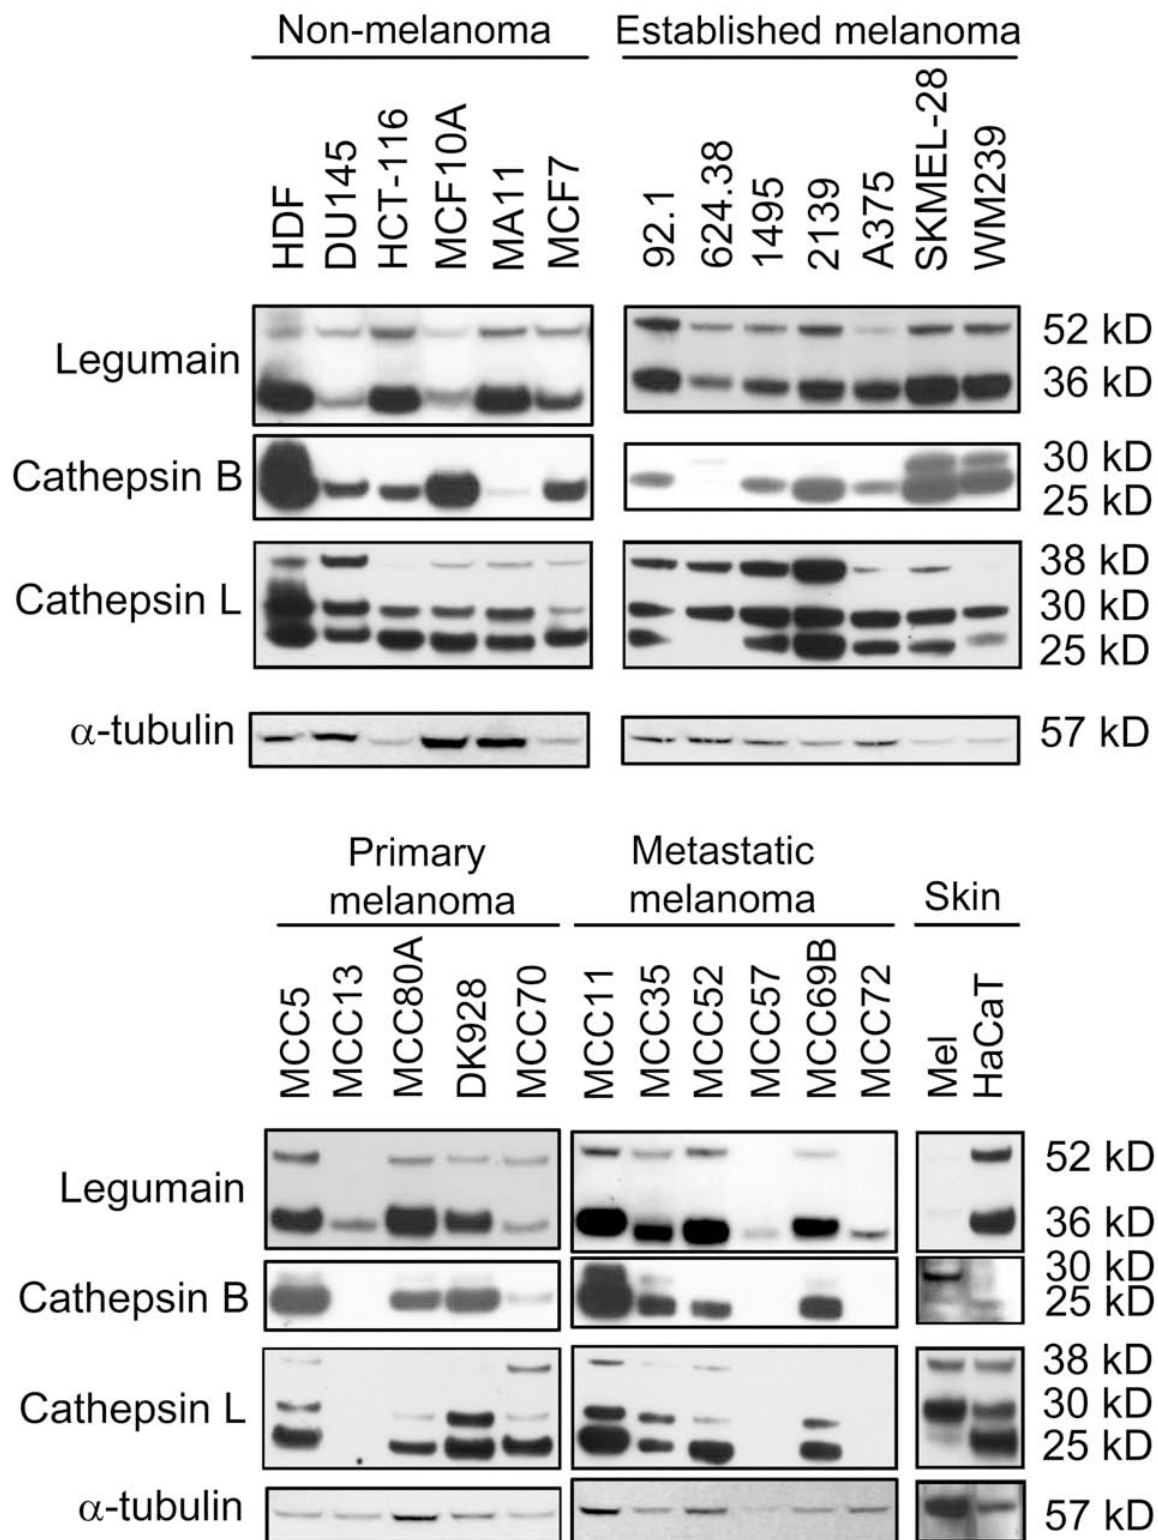 Non-melanoma
Established melanoma
HDF
DU145
HCT-116
MCF10A
MA11
MCF7
92.1
624.38
1495
2139
A375
SKMEL-28
WM239
Legumain
52 kD
36 kD
Cathepsin B
30 kD
25 kD
Cathepsin L
38 kD
30 kD
25 kD
α-tubulin
57 kD
Primary
melanoma
Metastatic
melanoma
Skin
MCC5
MCC13
MCC80A
DK928
MCC70
MCC11
MCC35
MCC52
MCC57
MCC69B
MCC72
Mel
HaCaT
Legumain
52 kD
36 kD
Cathepsin B
30 kD
25 kD
Cathepsin L
38 kD
30 kD
25 kD
α-tubulin
57 kD